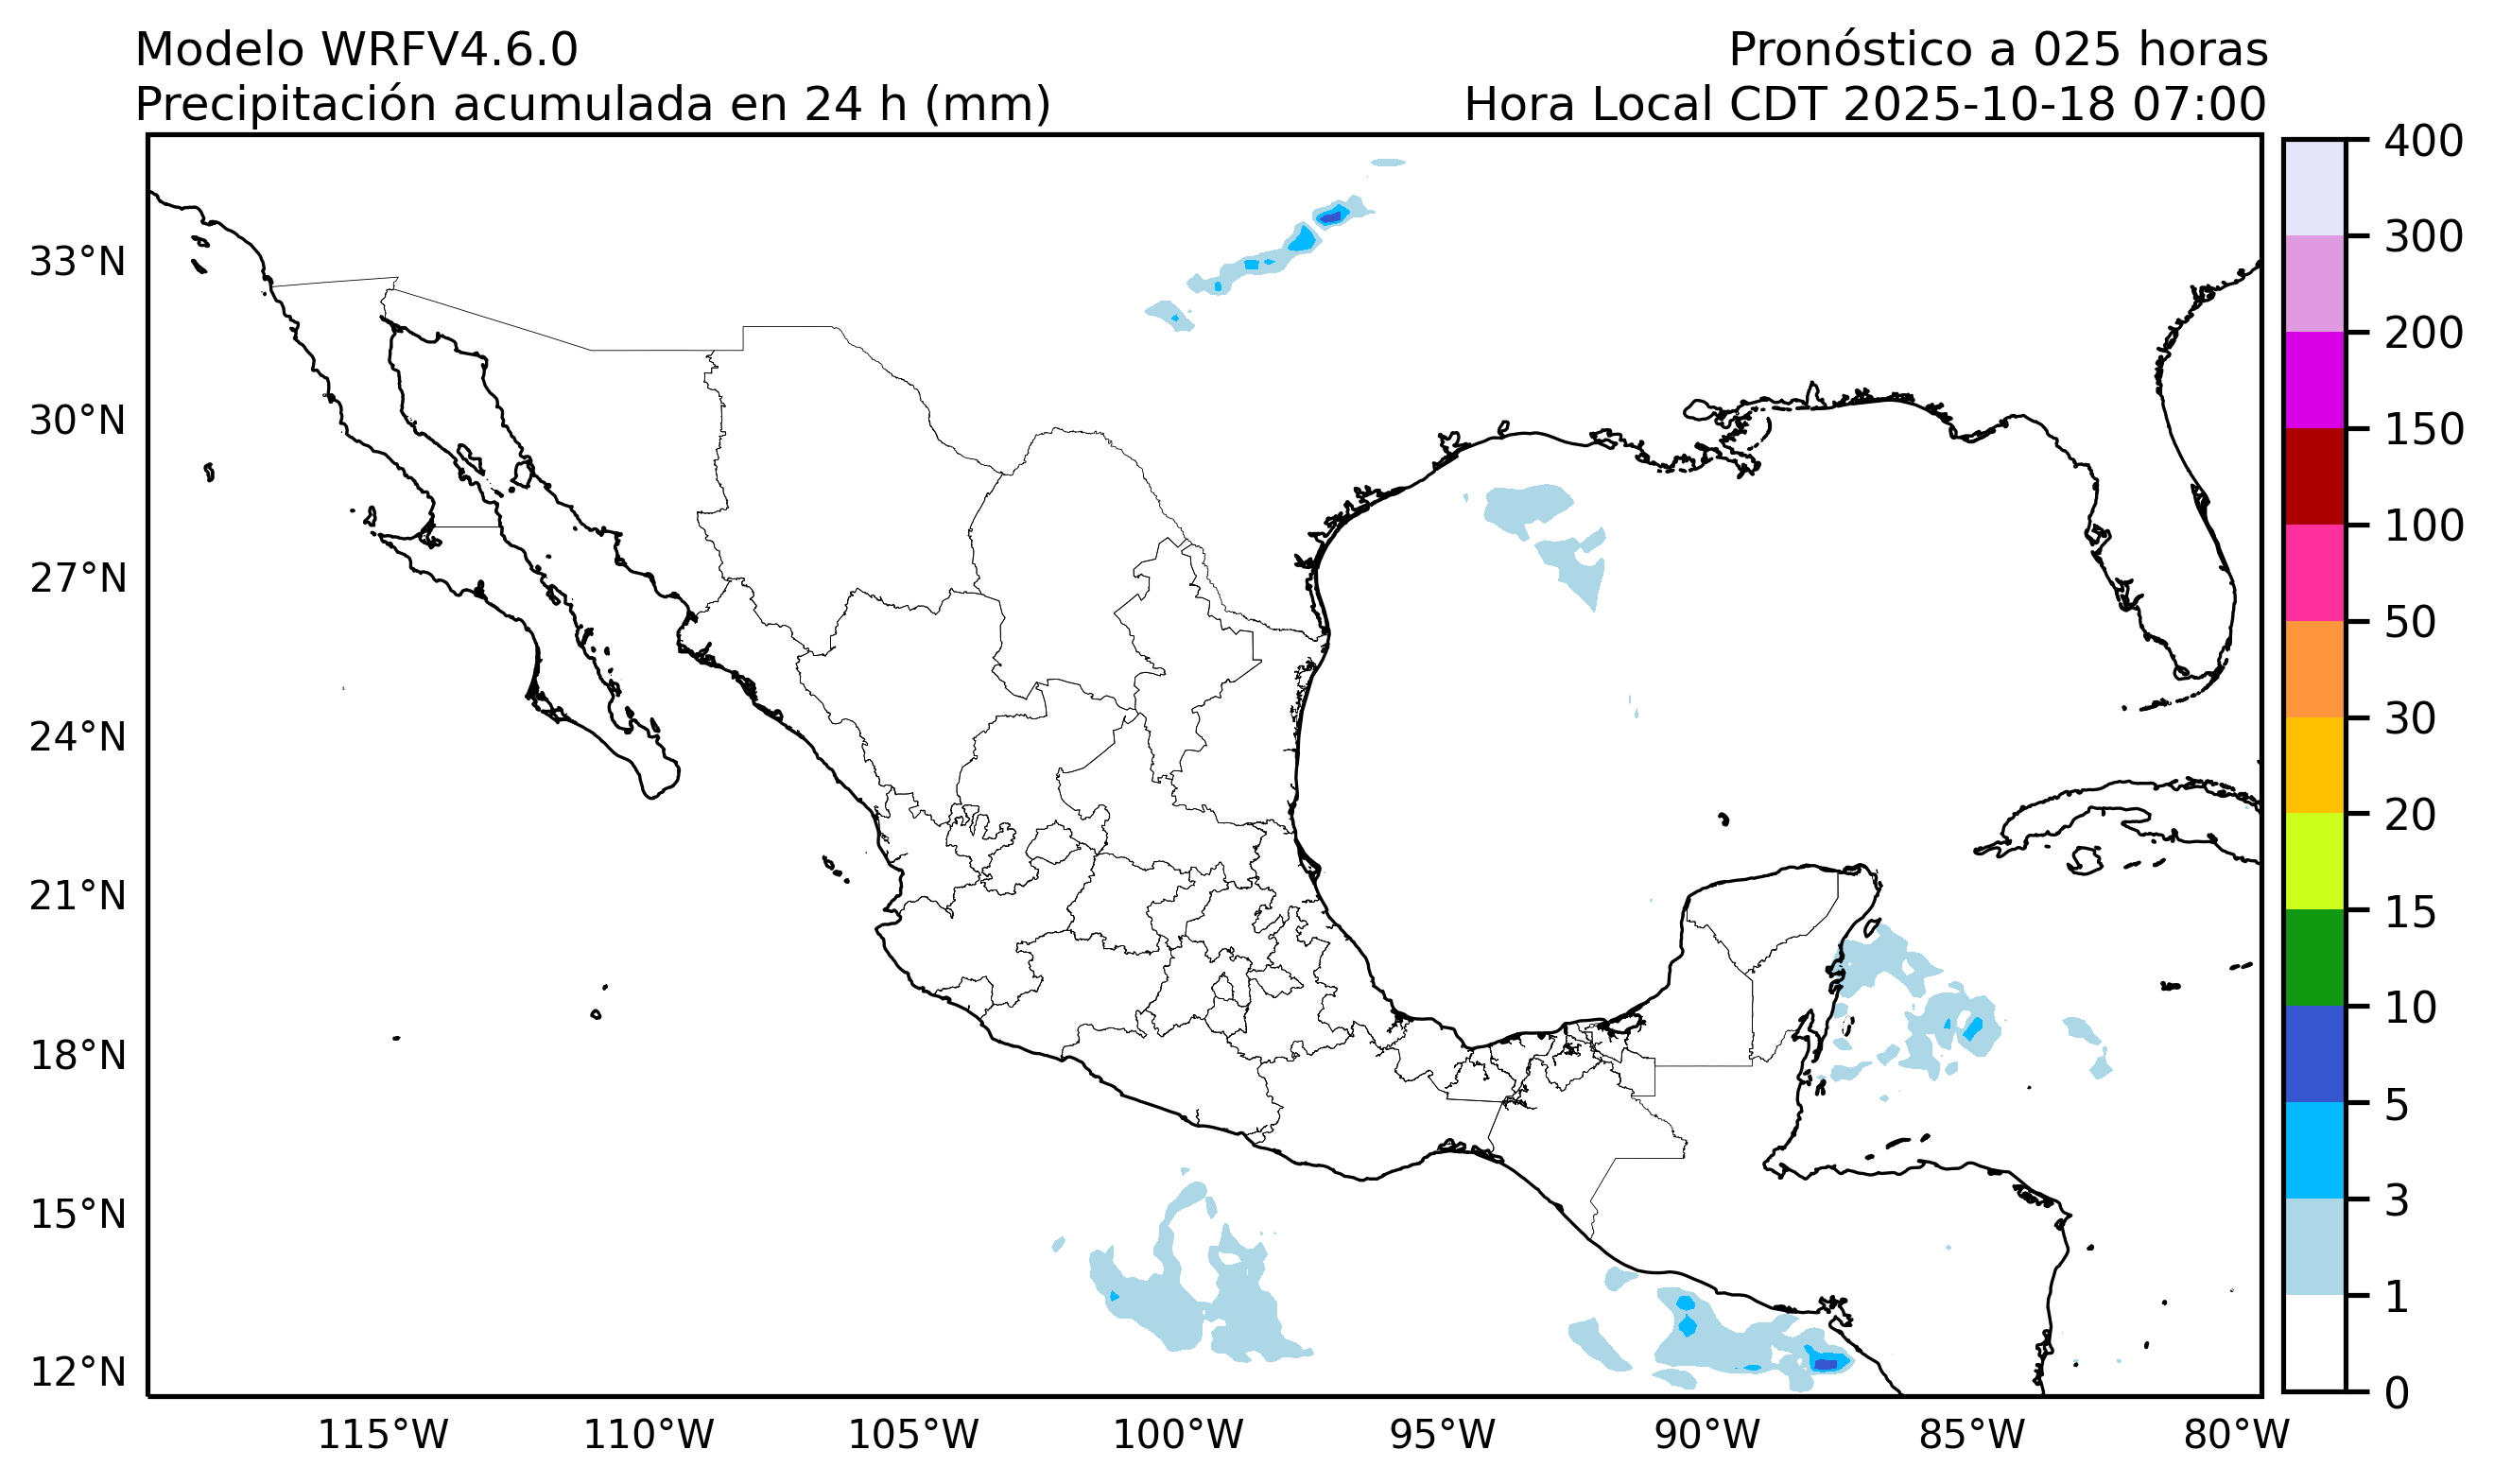 Modelo WRFV4.6.0
Pronóstico a 025 horas
Precipitación acumulada en 24 h (mm)
Hora Local CDT 2025-10-18 07:00
33°N
30°N
27°N
24°N
21°N
18°N
15°N
12°N
115°W
110°W
105°W
100°W
95°W
90°W
85°W
80°W
400
300
200
150
100
50
30
20
15
10
5
3
1
0